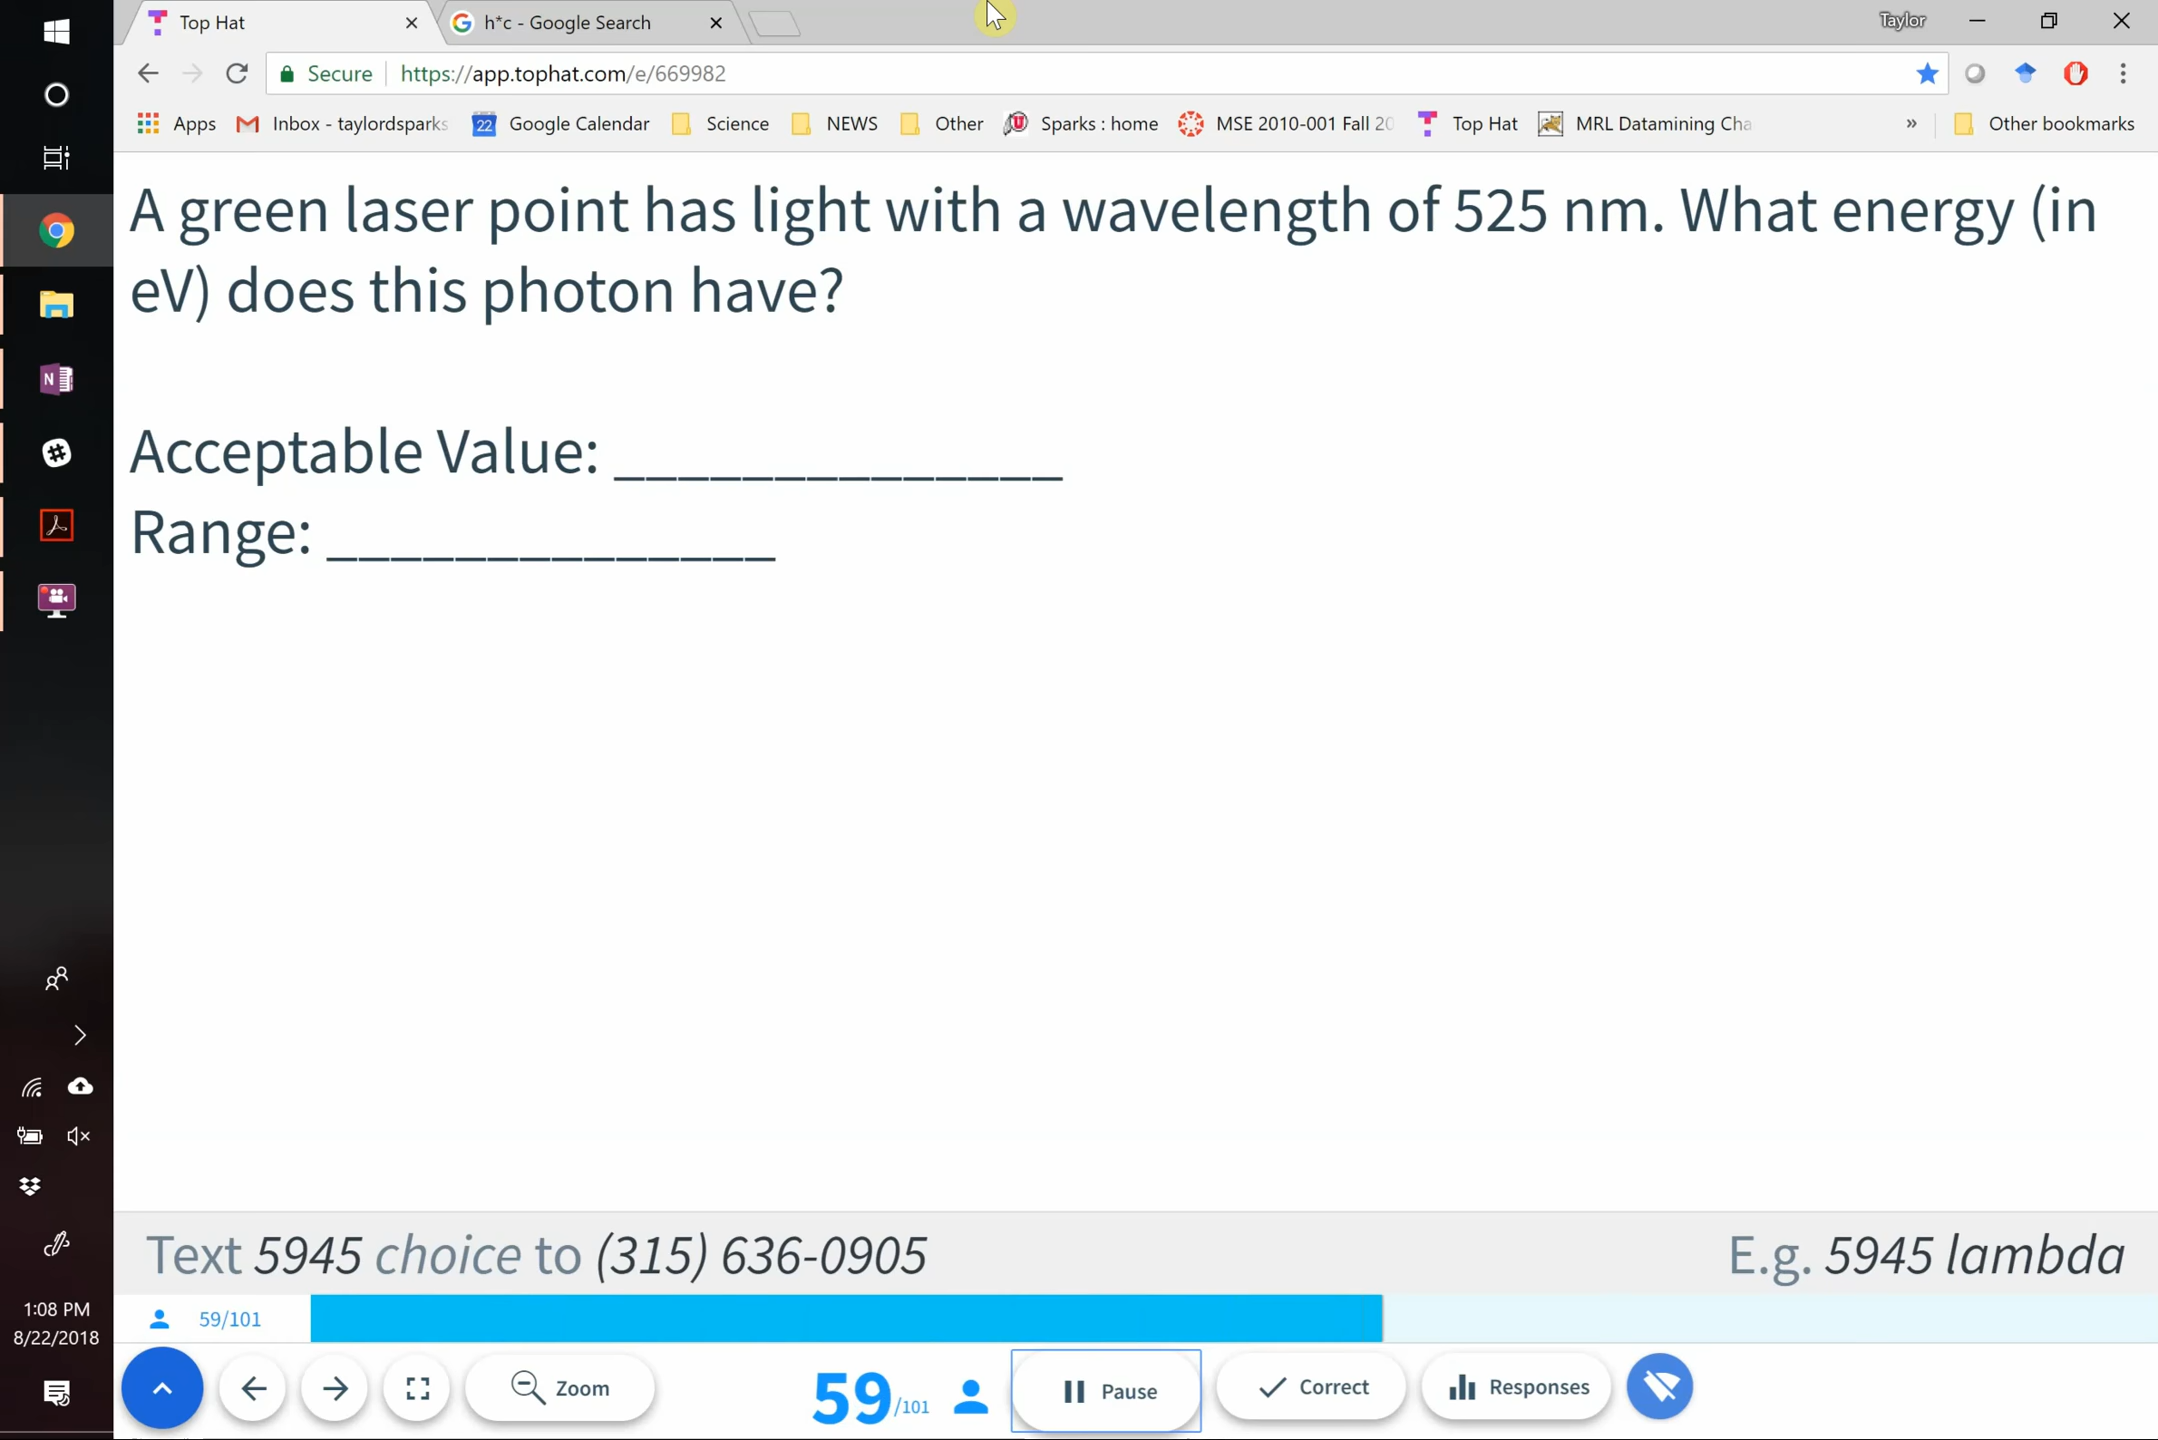 Top Hat
h*c - Google Search
Taylor
Secure
https://app.tophat.com/e/669982
Apps
Inbox - taylordsparks
22
Google Calendar
Science
NEWS
Other
Sparks : home
MSE 2010-001 Fall 20
Top Hat
MRL Datamining Cha
»
Other bookmarks
A green laser point has light with a wavelength of 525 nm. What energy (in
eV) does this photon have?
Acceptable Value: ______________
Range: ______________
Text 5945 choice to (315) 636-0905
E.g. 5945 lambda
59/101
59/101
Zoom
Pause
Correct
Responses
1:08 PM
8/22/2018